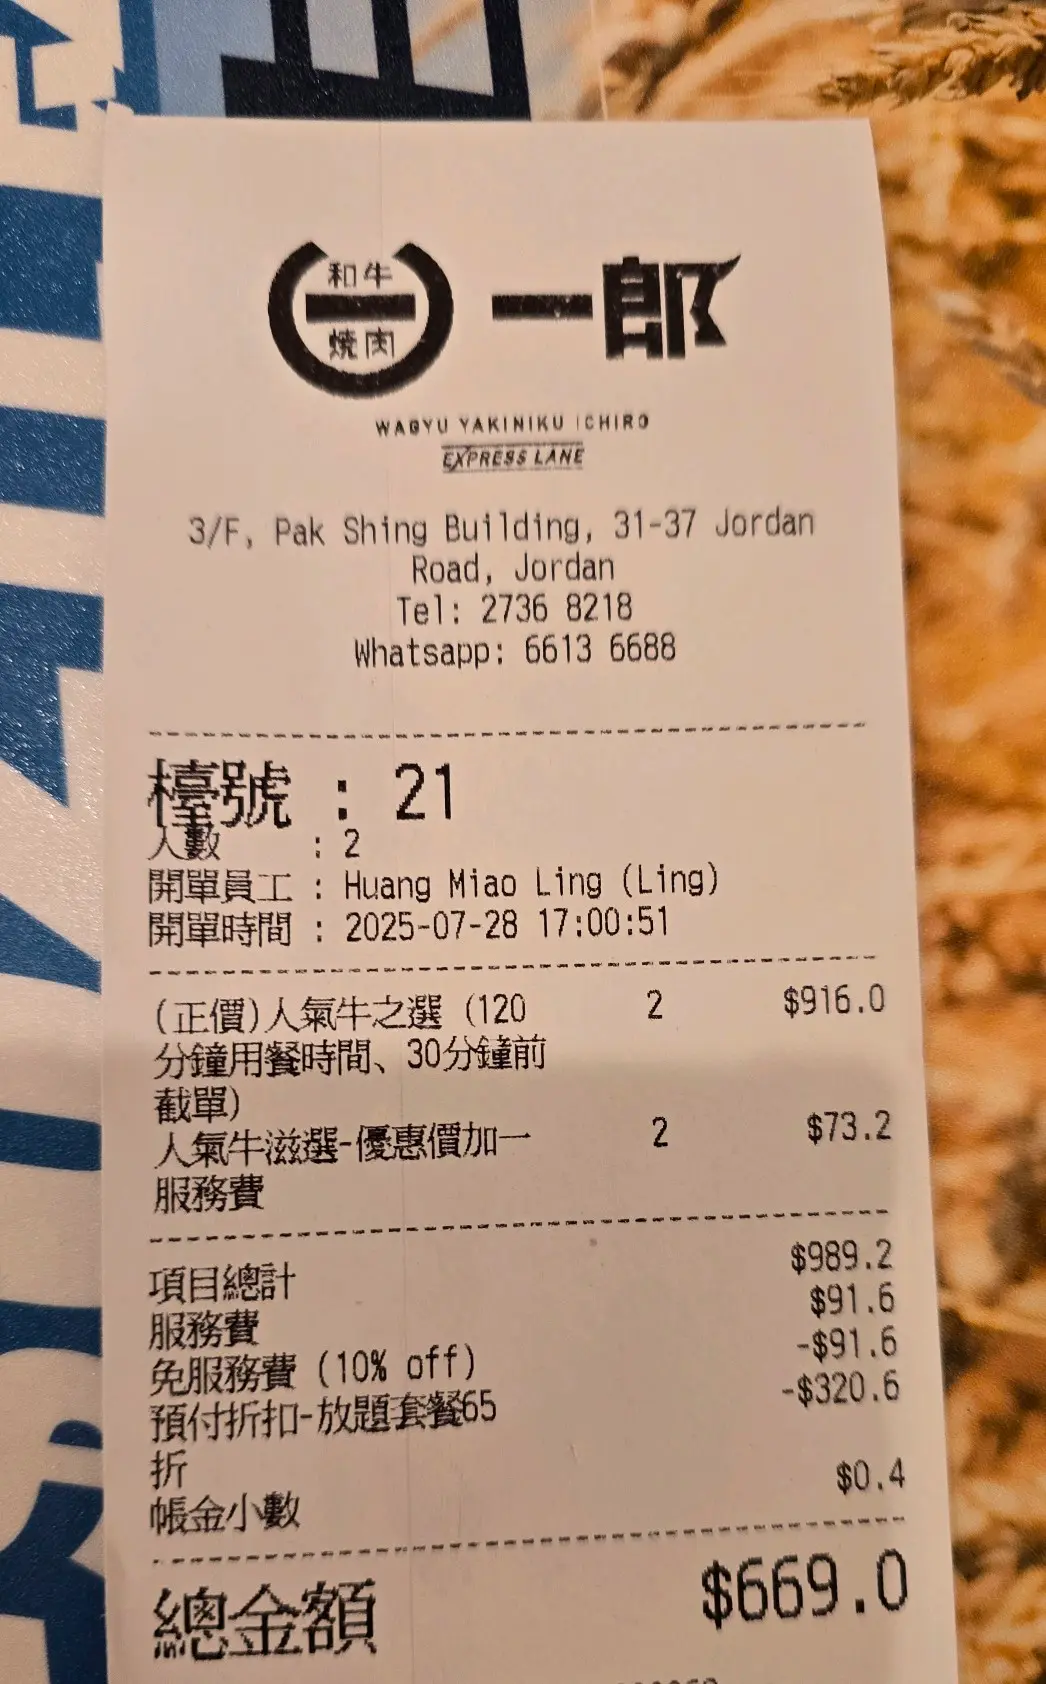 和牛
燒肉
一郎
WAGYU YAKINIKU ICHIRO
EXPRESS LANE
3/F, Pak Shing Building, 31-37 Jordan
Road, Jordan
Tel: 2736 8218
Whatsapp: 6613 6688
檯號 : 21
人數 : 2
開單員工 : Huang Miao Ling (Ling)
開單時間 : 2025-07-28 17:00:51
(正價)人氣牛之選 (120 2 $916.0
分鐘用餐時間、30分鐘前
截單)
人氣牛滋選-優惠價加一 2 $73.2
服務費
項目總計 $989.2
服務費 $91.6
免服務費 (10% off) -$91.6
預付折扣-放題套餐65 -$320.6
折
帳金小數 $0.4
總金額 $669.0